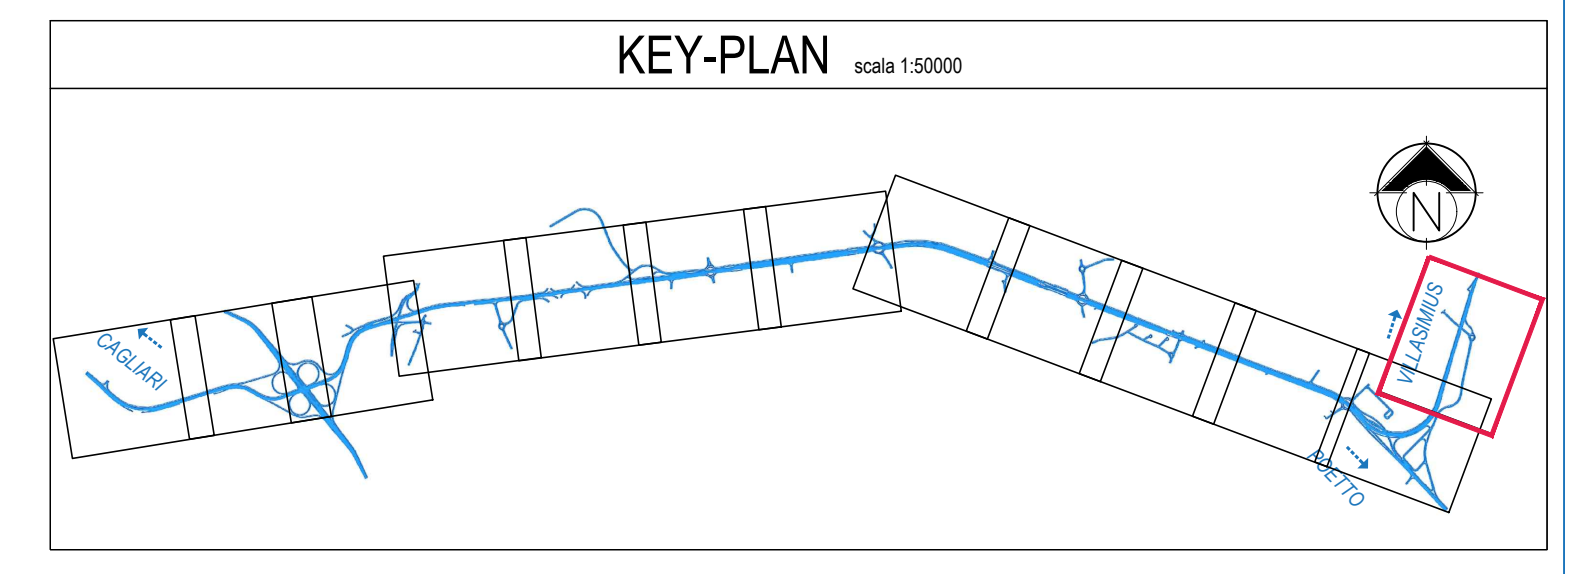 KEY-PLAN scala 1:50000
N
CAGLIARI
VILLASIMIUS
POETTO